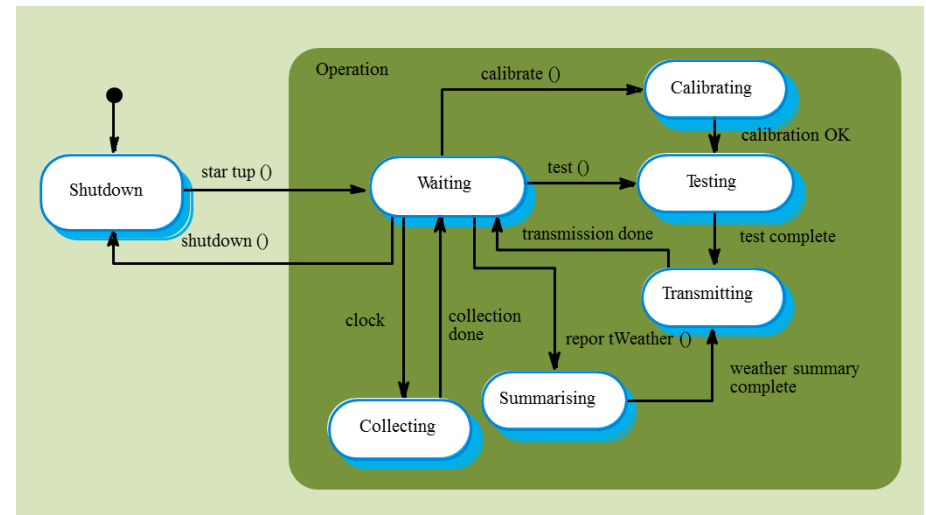 Operation
calibrate ()
Calibrating
calibration OK
Shutdown
star tup ()
Waiting
test ()
Testing
shutdown ()
transmission done
test complete
Transmitting
clock
collection
done
repor tWeather ()
weather summary
complete
Summarising
Collecting